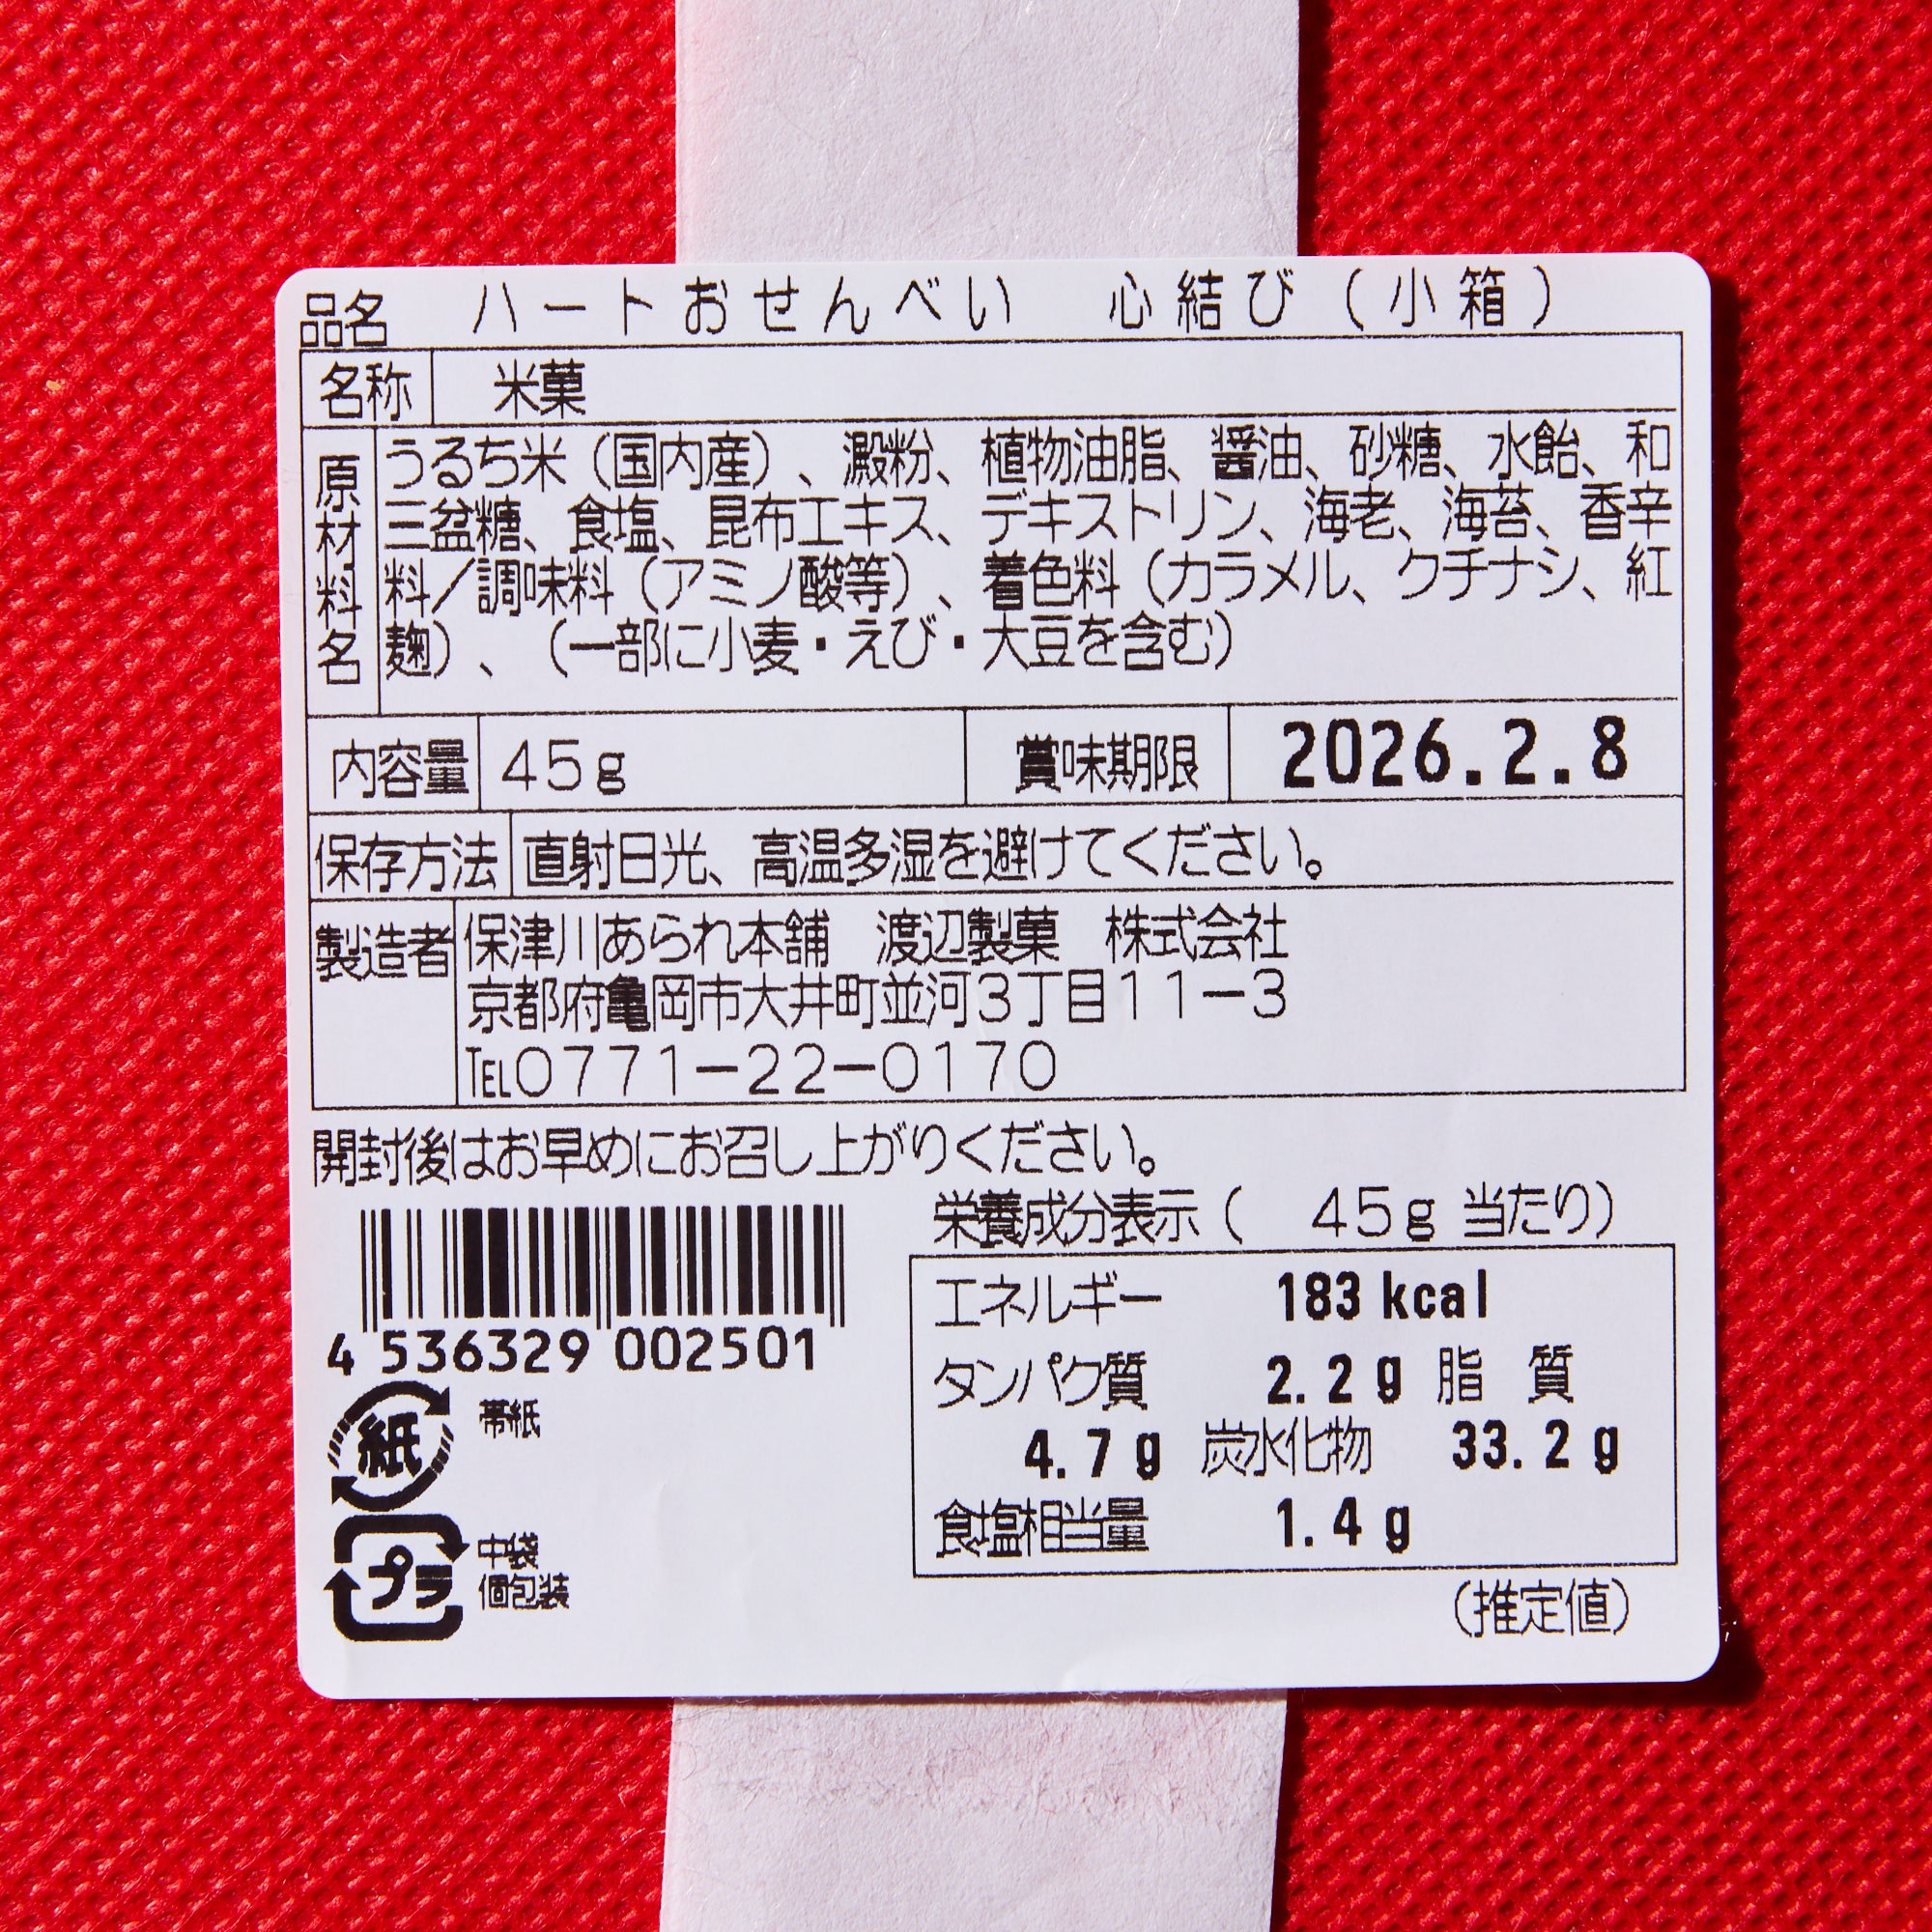 品名 ハートおせんべい 心結び(小箱)
名称 米菓
原材料名 うるち米(国内産)、澱粉、植物油脂、醤油、砂糖、水飴、和
三盆糖、食塩、昆布エキス、デキストリン、海老、海苔、香辛
料/調味料(アミノ酸等)、着色料(カラメル、クチナシ、紅
麹)、(一部に小麦・えび・大豆を含む)
内容量 45g 賞味期限 2026.2.8
保存方法 直射日光、高温多湿を避けてください。
製造者 保津川あられ本舗 渡辺製菓 株式会社
京都府亀岡市大井町並河3丁目11-3
TEL0771-22-0170
開封後はお早めにお召し上がりください。
4 536329 002501
紙 帯紙
プラ 中袋
個包装
栄養成分表示( 45g 当たり)
エネルギー 183 kcal
タンパク質 2.2 g 脂 質
4.7 g 炭水化物 33.2 g
食塩相当量 1.4 g
(推定値)